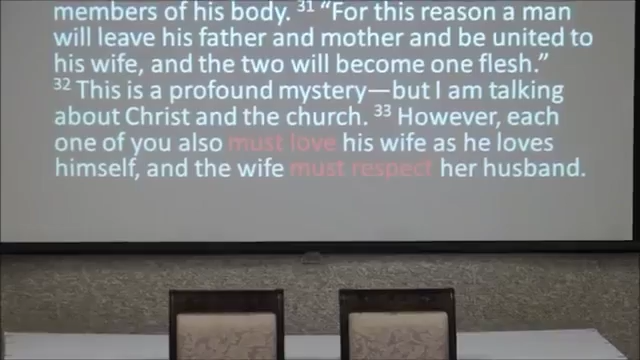 members of his body. 31 “For this reason a man
will leave his father and mother and be united to
his wife, and the two will become one flesh.”
32 This is a profound mystery—but I am talking
about Christ and the church. 33 However, each
one of you also must love his wife as he loves
himself, and the wife must respect her husband.